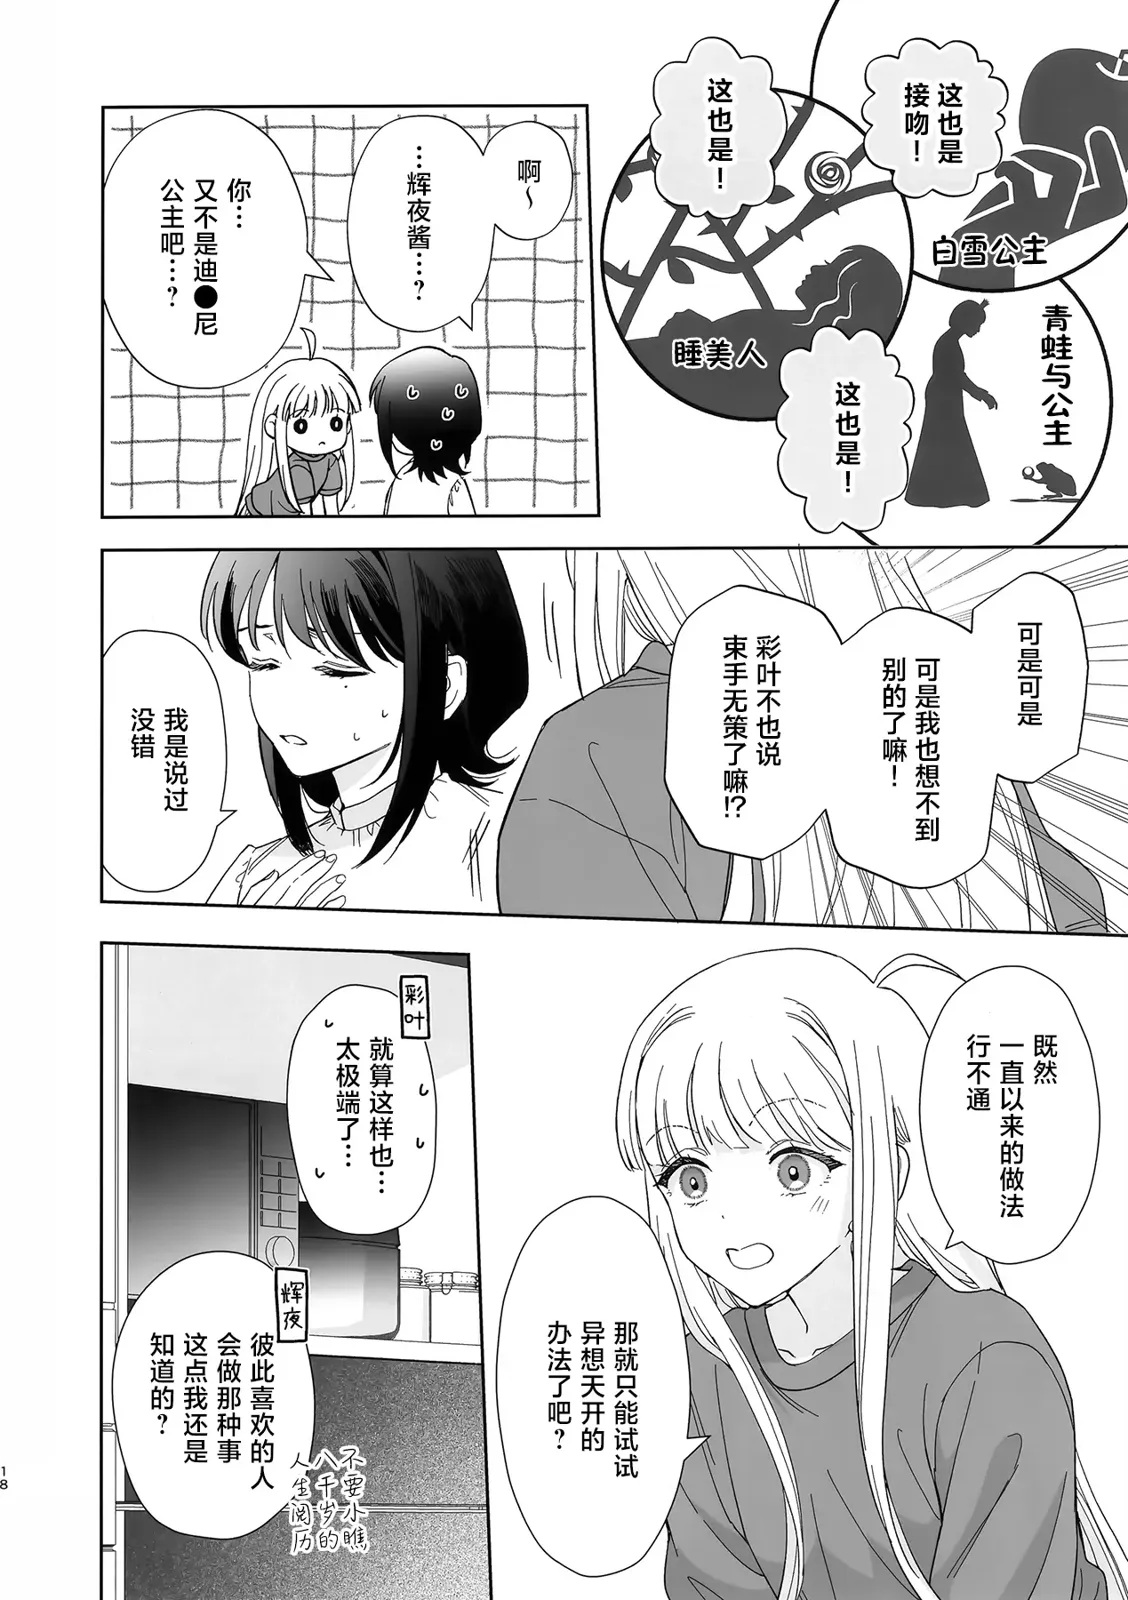 这也是
接吻！
白雪公主
这也是！
睡美人
青蛙与公主
这也是！
啊～
…辉夜酱…？
你…
又不是迪●尼
公主吧…？
可是可是
可是我也想不到
别的了嘛！
彩叶不也说
束手无策了嘛!?
我是说过
没错
既然
一直以来的做法
行不通
那就只能试试
异想天开的
办法了吧？
彩叶
就算这样也…
太极端了…
辉夜
彼此喜欢的人
会做那种事
这点我还是
知道的？
不要小瞧
八千岁的
人生阅历
18